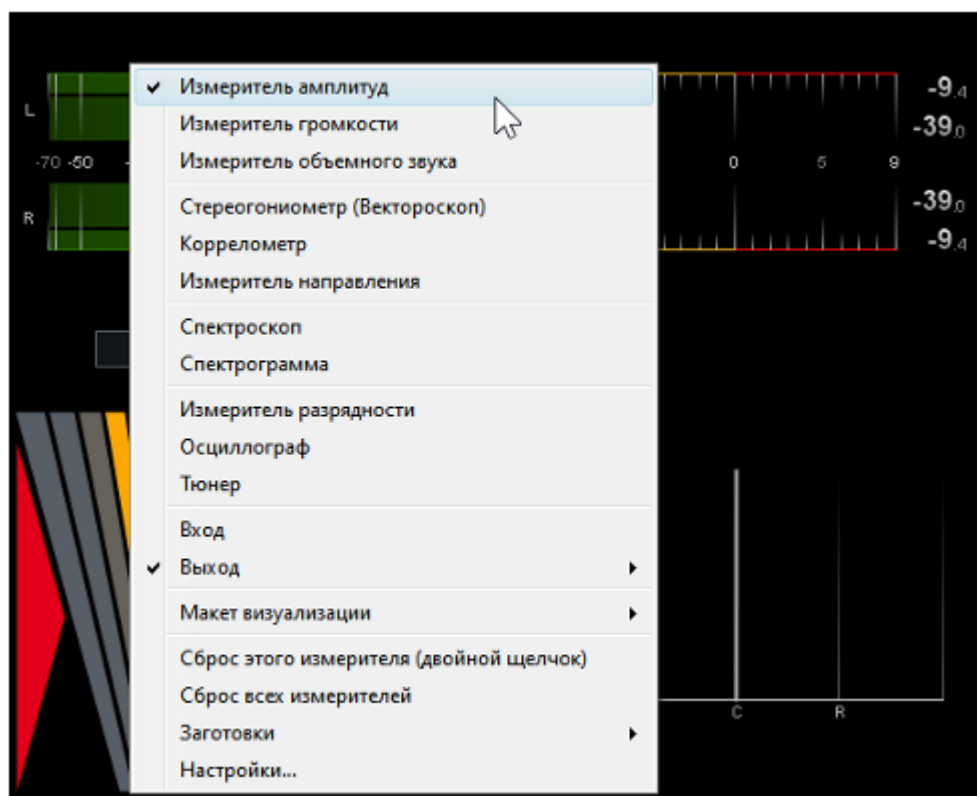 Измеритель амплитуд
Измеритель громкости
Измеритель объемного звука
Стереогониометр (Вектороскоп)
Коррелометр
Измеритель направления
Спектроскоп
Спектрограмма
Измеритель разрядности
Осциллограф
Тюнер
Вход
Выход
Макет визуализации
Сброс этого измерителя (двойной щелчок)
Сброс всех измерителей
Заготовки
Настройки...
L
-9.4
-39.0
-70 -50
0 5 9
R
-39.0
-9.4
C R